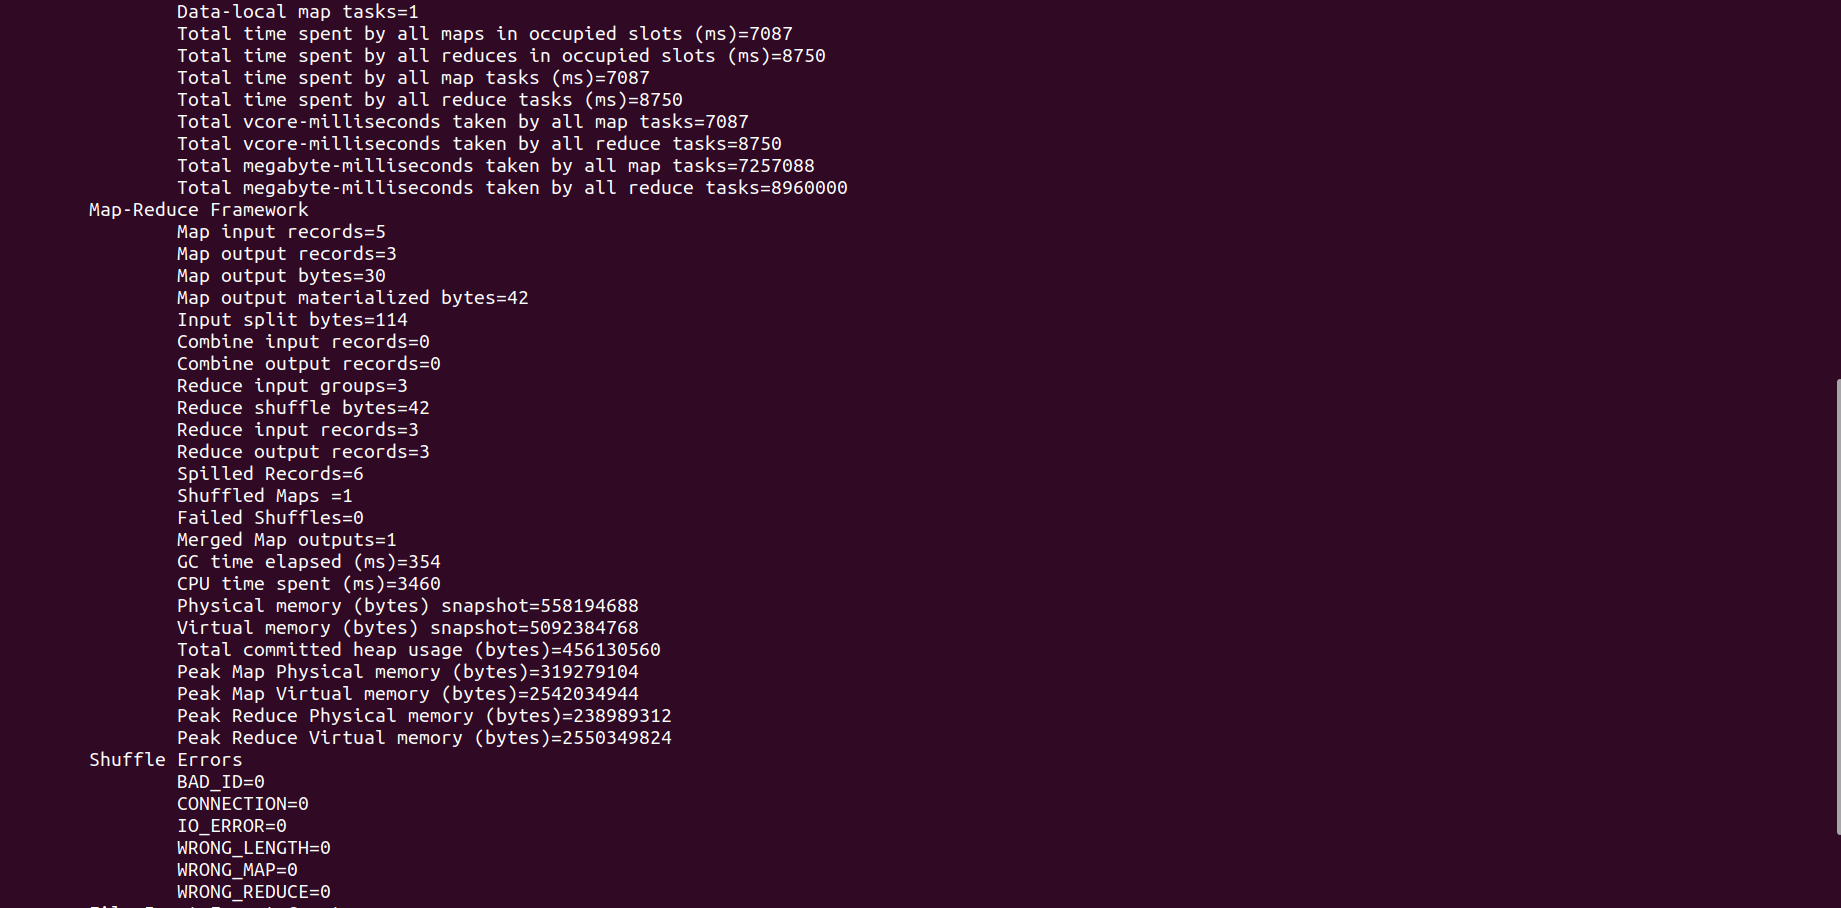 Data-local map tasks=1
Total time spent by all maps in occupied slots (ms)=7087
Total time spent by all reduces in occupied slots (ms)=8750
Total time spent by all map tasks (ms)=7087
Total time spent by all reduce tasks (ms)=8750
Total vcore-milliseconds taken by all map tasks=7087
Total vcore-milliseconds taken by all reduce tasks=8750
Total megabyte-milliseconds taken by all map tasks=7257088
Total megabyte-milliseconds taken by all reduce tasks=8960000
Map-Reduce Framework
Map input records=5
Map output records=3
Map output bytes=30
Map output materialized bytes=42
Input split bytes=114
Combine input records=0
Combine output records=0
Reduce input groups=3
Reduce shuffle bytes=42
Reduce input records=3
Reduce output records=3
Spilled Records=6
Shuffled Maps =1
Failed Shuffles=0
Merged Map outputs=1
GC time elapsed (ms)=354
CPU time spent (ms)=3460
Physical memory (bytes) snapshot=558194688
Virtual memory (bytes) snapshot=5092384768
Total committed heap usage (bytes)=456130560
Peak Map Physical memory (bytes)=319279104
Peak Map Virtual memory (bytes)=2542034944
Peak Reduce Physical memory (bytes)=238989312
Peak Reduce Virtual memory (bytes)=2550349824
Shuffle Errors
BAD_ID=0
CONNECTION=0
IO_ERROR=0
WRONG_LENGTH=0
WRONG_MAP=0
WRONG_REDUCE=0